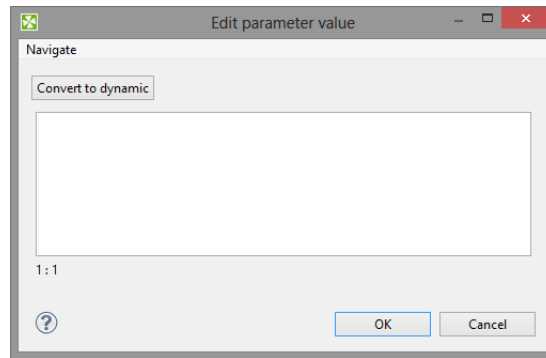 Edit parameter value
Navigate
Convert to dynamic
1:1
?
OK Cancel